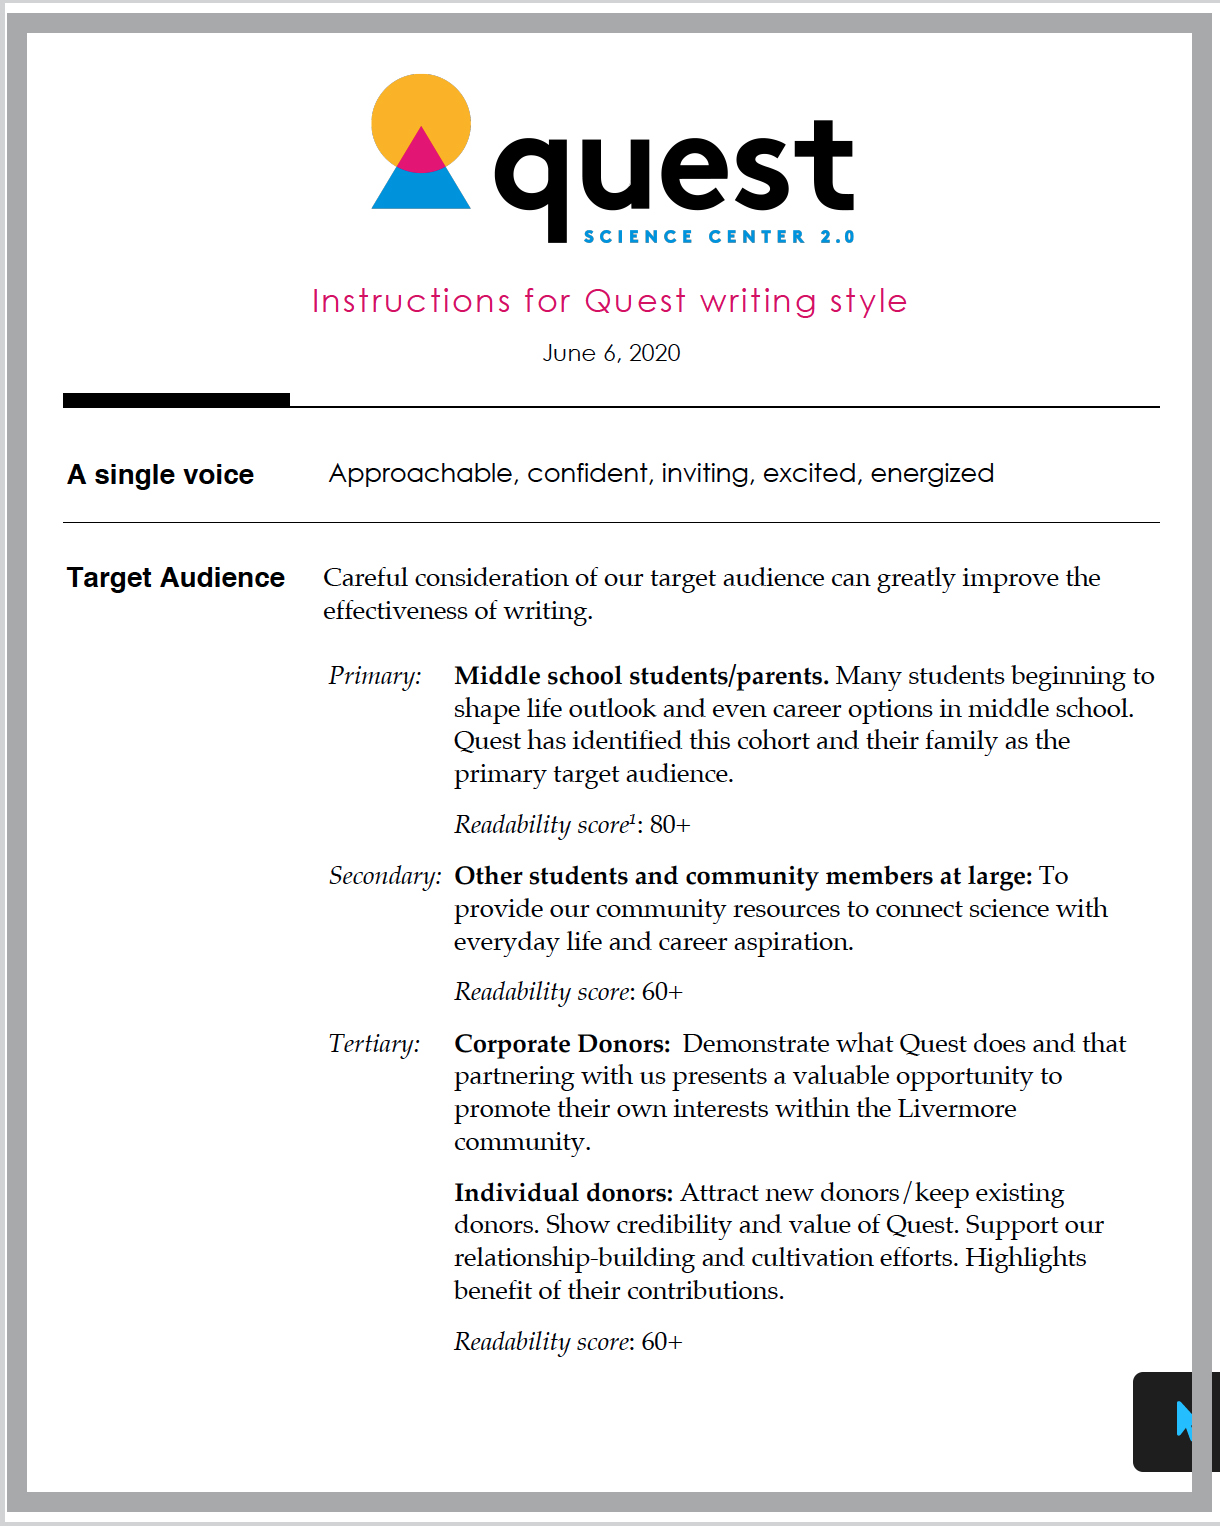 quest
SCIENCE CENTER 2.0
Instructions for Quest writing style
June 6, 2020
A single voice Approachable, confident, inviting, excited, energized
Target Audience Careful consideration of our target audience can greatly improve the
effectiveness of writing.
Primary: Middle school students/parents. Many students beginning to
shape life outlook and even career options in middle school.
Quest has identified this cohort and their family as the
primary target audience.
Readability score¹: 80+
Secondary: Other students and community members at large: To
provide our community resources to connect science with
everyday life and career aspiration.
Readability score: 60+
Tertiary: Corporate Donors: Demonstrate what Quest does and that
partnering with us presents a valuable opportunity to
promote their own interests within the Livermore
community.
Individual donors: Attract new donors/keep existing
donors. Show credibility and value of Quest. Support our
relationship-building and cultivation efforts. Highlights
benefit of their contributions.
Readability score: 60+